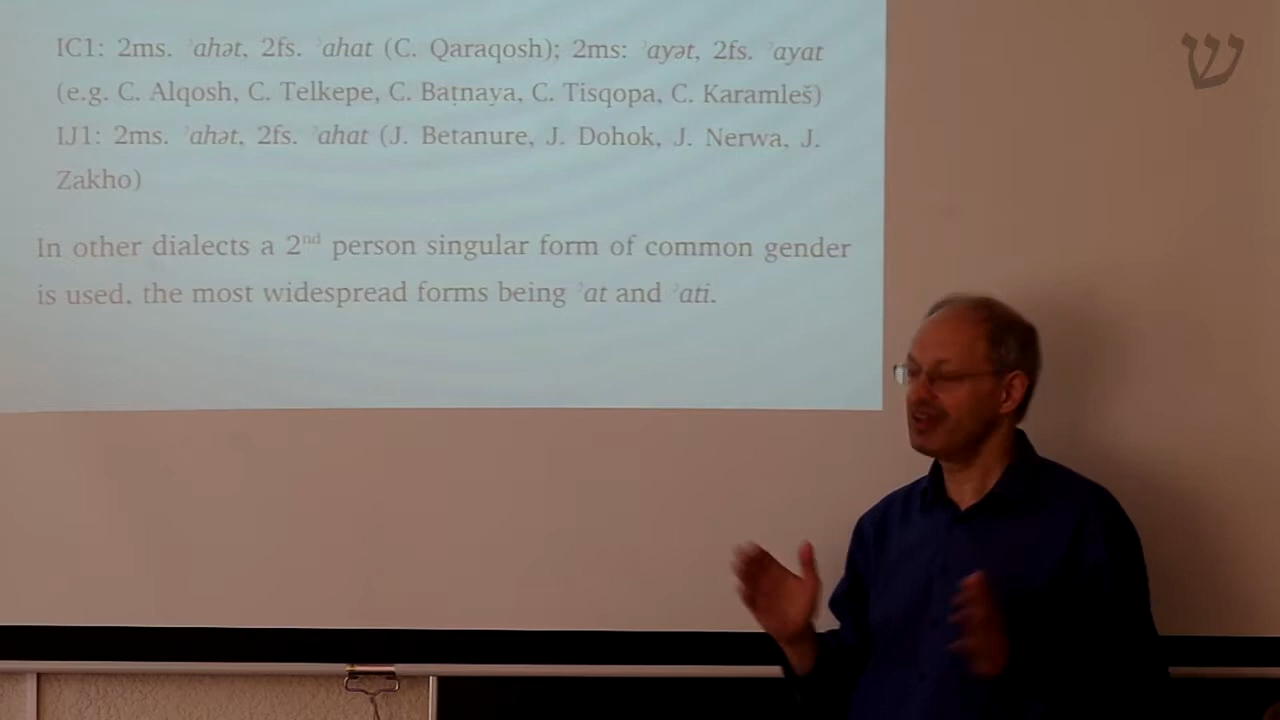 IC1: 2ms. ʾahət, 2fs. ʾahat (C. Qaraqosh); 2ms: ʾayət, 2fs. ʾayat
(e.g. C. Alqosh, C. Telkepe, C. Baṭnaya, C. Tisqopa, C. Karamleš)
IJ1: 2ms. ʾahət, 2fs. ʾahat (J. Betanure, J. Dohok, J. Nerwa, J.
Zakho)
In other dialects a 2nd person singular form of common gender
is used, the most widespread forms being ʾat and ʾati.
ש